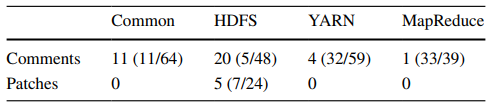 Common HDFS YARN MapReduce
Comments 11 (11/64) 20 (5/48) 4 (32/59) 1 (33/39)
Patches 0 5 (7/24) 0 0